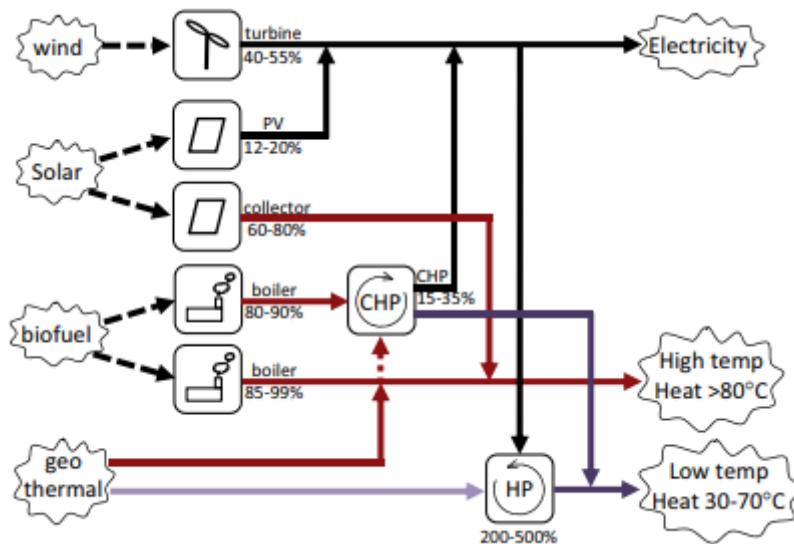 wind
turbine
40-55%
Electricity
PV
12-20%
Solar
collector
60-80%
boiler
80-90%
CHP
CHP
15-35%
biofuel
boiler
85-99%
High temp
Heat >80°C
geo
thermal
HP
200-500%
Low temp
Heat 30-70°C